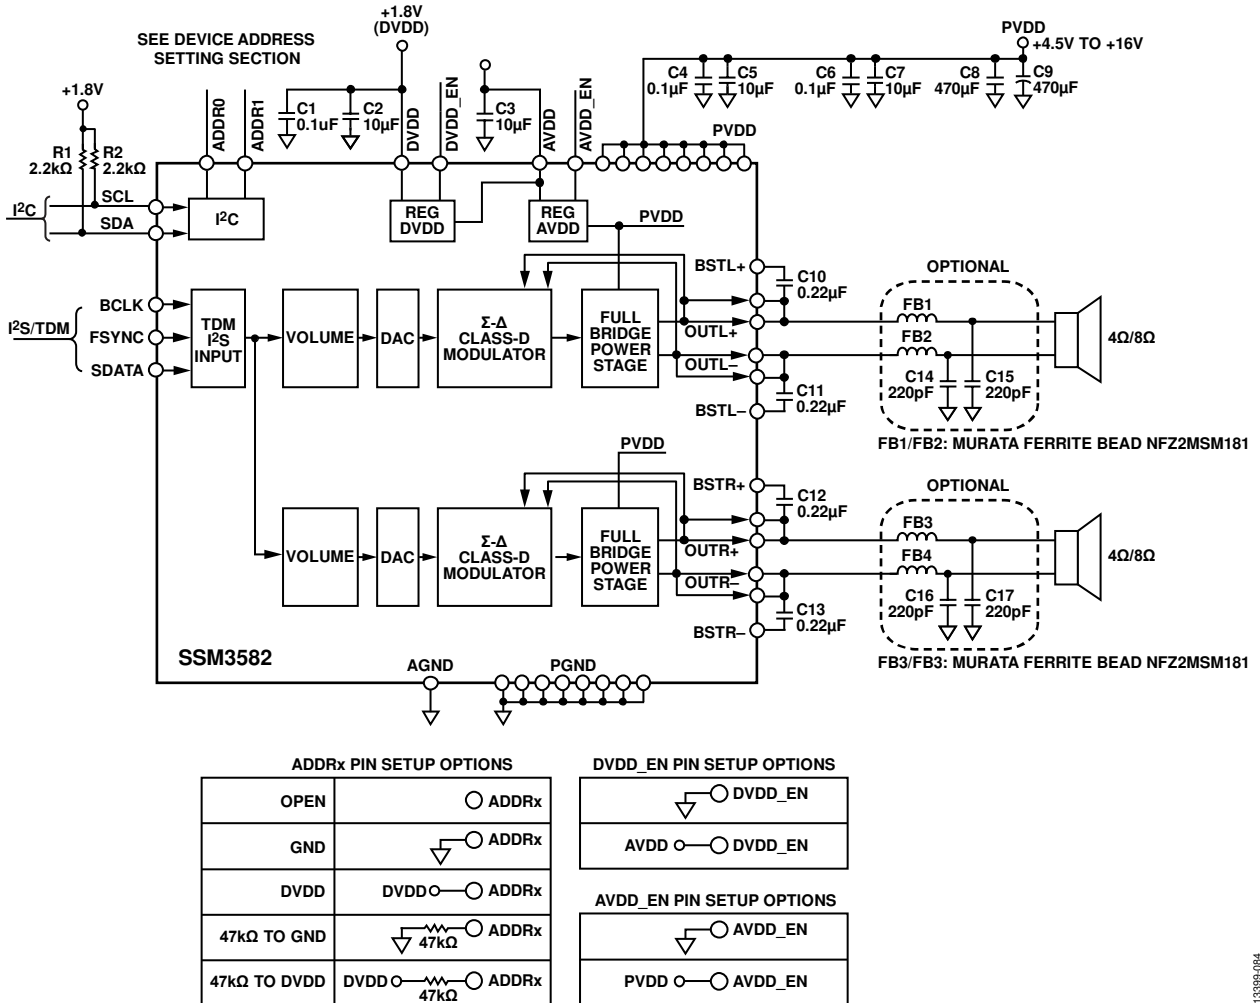 +1.8V
(DVDD)
PVDD
+4.5V TO +16V
SEE DEVICE ADDRESS
SETTING SECTION
C4
0.1µF
C5
10µF
C6
0.1µF
C7
10µF
C8
470µF
C9
470µF
+1.8V
ADDR0
ADDR1
C1
0.1uF
C2
10µF
DVDD
DVDD_EN
C3
10µF
AVDD
AVDD_EN
PVDD
R1
2.2kΩ
R2
2.2kΩ
I2C
SCL
SDA
I2C
REG
DVDD
REG
AVDD
PVDD
BSTL+
C10
0.22µF
OPTIONAL
I2S/TDM
BCLK
FSYNC
SDATA
TDM
I2S
INPUT
VOLUME
DAC
Σ-Δ
CLASS-D
MODULATOR
FULL
BRIDGE
POWER
STAGE
OUTL+
OUTL–
FB1
FB2
4Ω/8Ω
C14
220pF
C15
220pF
C11
0.22µF
BSTL–
FB1/FB2: MURATA FERRITE BEAD NFZ2MSM181
PVDD
BSTR+
C12
0.22µF
OPTIONAL
VOLUME
DAC
Σ-Δ
CLASS-D
MODULATOR
FULL
BRIDGE
POWER
STAGE
OUTR+
OUTR–
FB3
FB4
4Ω/8Ω
C16
220pF
C17
220pF
C13
0.22µF
BSTR–
FB3/FB3: MURATA FERRITE BEAD NFZ2MSM181
SSM3582
AGND
PGND
ADDRx PIN SETUP OPTIONS
OPEN ADDRx
GND ADDRx
DVDD DVDD ADDRx
47kΩ TO GND 47kΩ ADDRx
47kΩ TO DVDD DVDD 47kΩ ADDRx
DVDD_EN PIN SETUP OPTIONS
DVDD_EN
AVDD DVDD_EN
AVDD_EN PIN SETUP OPTIONS
AVDD_EN
PVDD AVDD_EN
13399-084